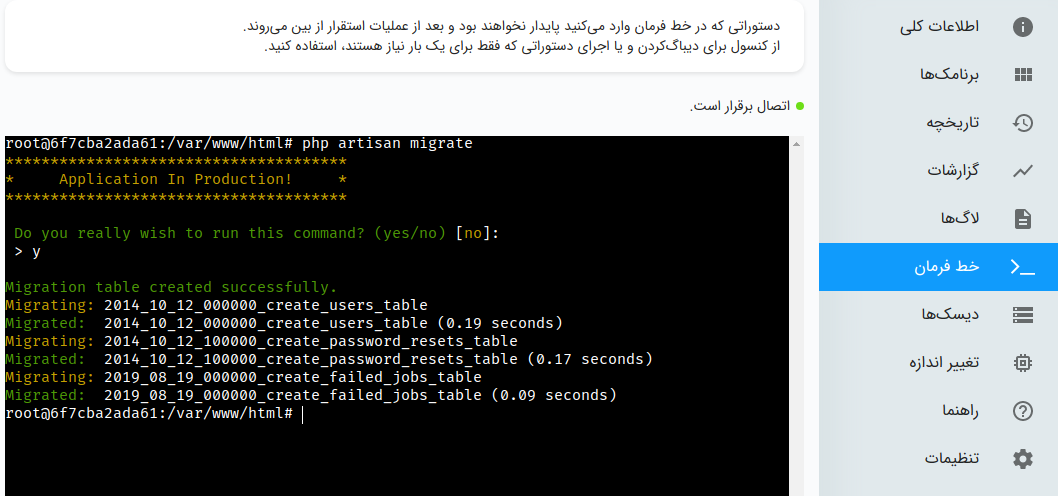 دستوراتی که در خط فرمان وارد می‌کنید پایدار نخواهند بود و بعد از عملیات استقرار از بین می‌روند.
از کنسول برای دیباگ‌کردن و یا اجرای دستوراتی که فقط برای یک بار نیاز هستند، استفاده کنید.
اتصال برقرار است.
root@6f7cba2ada61:/var/www/html# php artisan migrate
**************************************
*     Application In Production!     *
**************************************
Do you really wish to run this command? (yes/no) [no]:
> y
Migration table created successfully.
Migrating: 2014_10_12_000000_create_users_table
Migrated:  2014_10_12_000000_create_users_table (0.19 seconds)
Migrating: 2014_10_12_100000_create_password_resets_table
Migrated:  2014_10_12_100000_create_password_resets_table (0.17 seconds)
Migrating: 2019_08_19_000000_create_failed_jobs_table
Migrated:  2019_08_19_000000_create_failed_jobs_table (0.09 seconds)
root@6f7cba2ada61:/var/www/html#
اطلاعات کلی
برنامک‌ها
تاریخچه
گزارشات
لاگ‌ها
خط فرمان
دیسک‌ها
تغییر اندازه
راهنما
تنظیمات